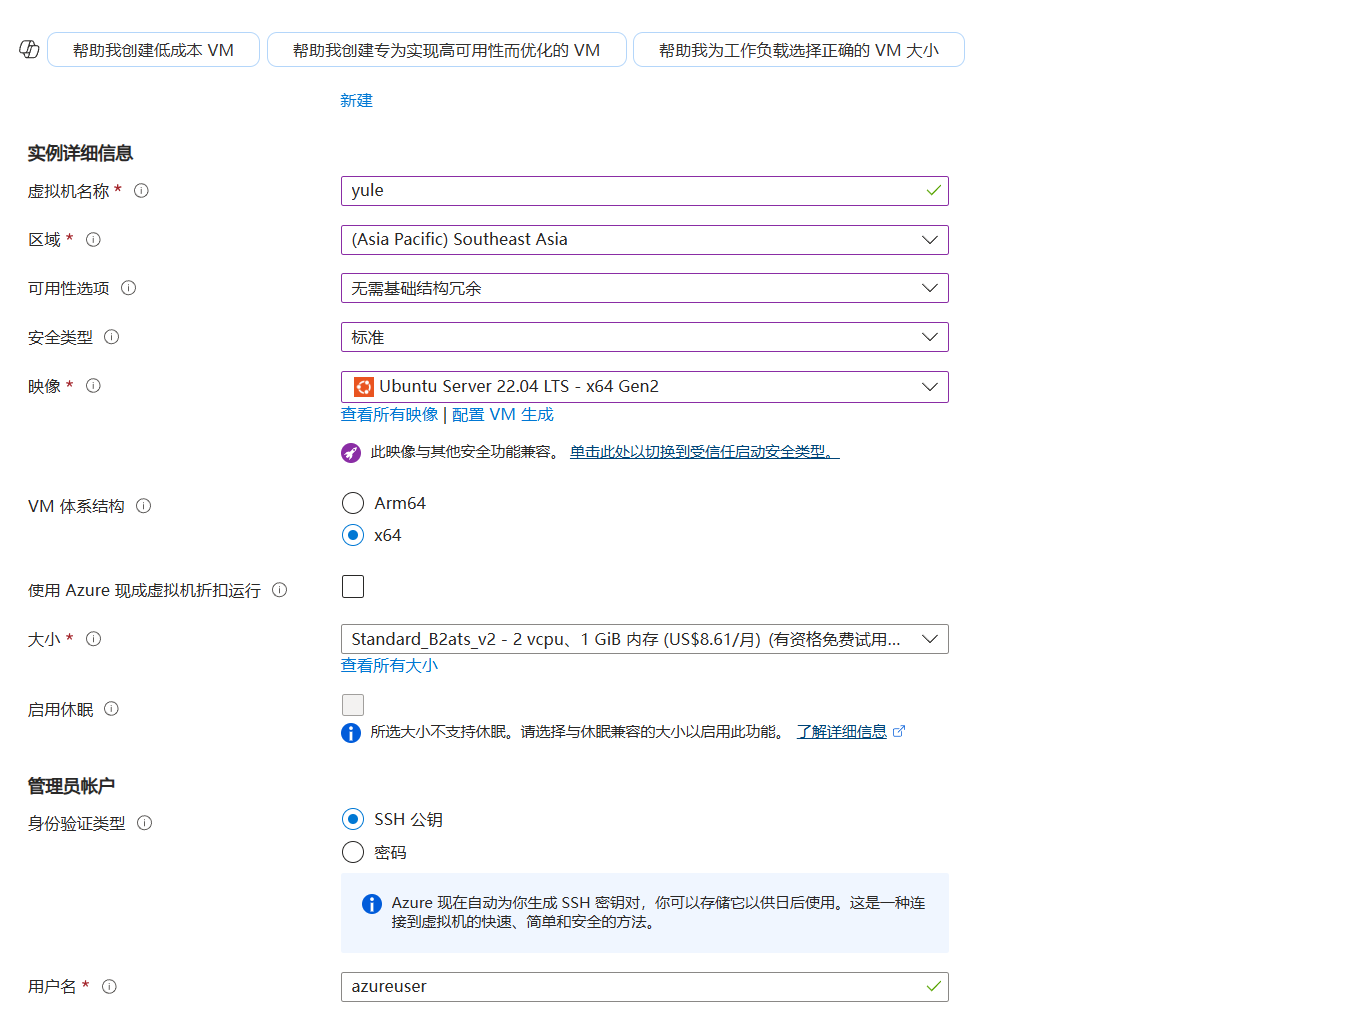 帮助我创建低成本 VM
帮助我创建专为实现高可用性而优化的 VM
帮助我为工作负载选择正确的 VM 大小
新建
实例详细信息
虚拟机名称 *
yule
区域 *
(Asia Pacific) Southeast Asia
可用性选项
无需基础结构冗余
安全类型
标准
映像 *
Ubuntu Server 22.04 LTS - x64 Gen2
查看所有映像 | 配置 VM 生成
此映像与其他安全功能兼容。 单击此处以切换到受信任启动安全类型。
VM 体系结构
Arm64
x64
使用 Azure 现成虚拟机折扣运行
大小 *
Standard_B2ats_v2 - 2 vcpu、1 GiB 内存 (US$8.61/月) (有资格免费试用...
查看所有大小
启用休眠
所选大小不支持休眠。请选择与休眠兼容的大小以启用此功能。 了解详细信息
管理员帐户
身份验证类型
SSH 公钥
密码
Azure 现在自动为你生成 SSH 密钥对，你可以存储它以供日后使用。这是一种连
接到虚拟机的快速、简单和安全的方法。
用户名 *
azureuser